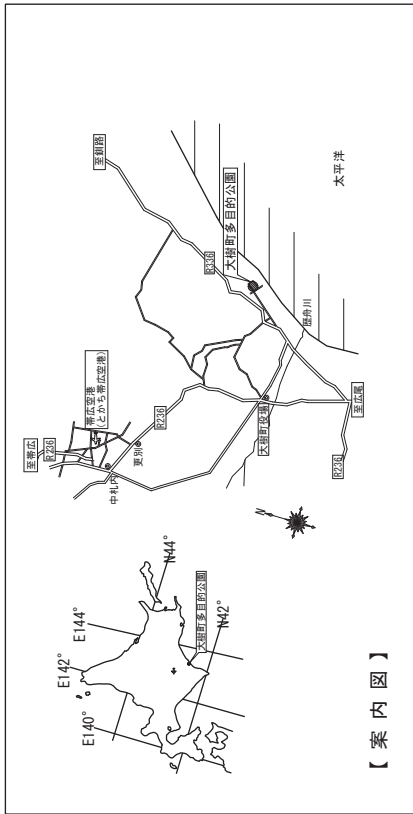 【 案 内 図 】
E140°
E142°
E144°
N44°
N42°
大樹町多目的公園
N
至帯広
R236
帯広空港
(とかち帯広空港)
中札内
更別
R236
至釧路
R336
大樹町多目的公園
大樹町役場
歴舟川
太平洋
至広尾
R236